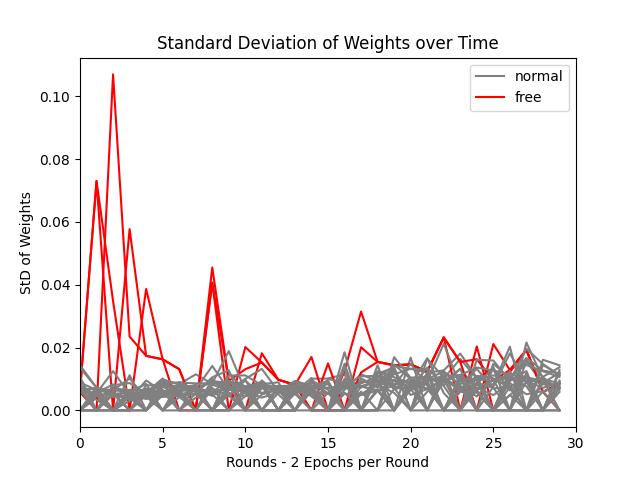 Standard Deviation of Weights over Time
normal
free
StD of Weights
0.10
0.08
0.06
0.04
0.02
0.00
0 5 10 15 20 25 30
Rounds - 2 Epochs per Round